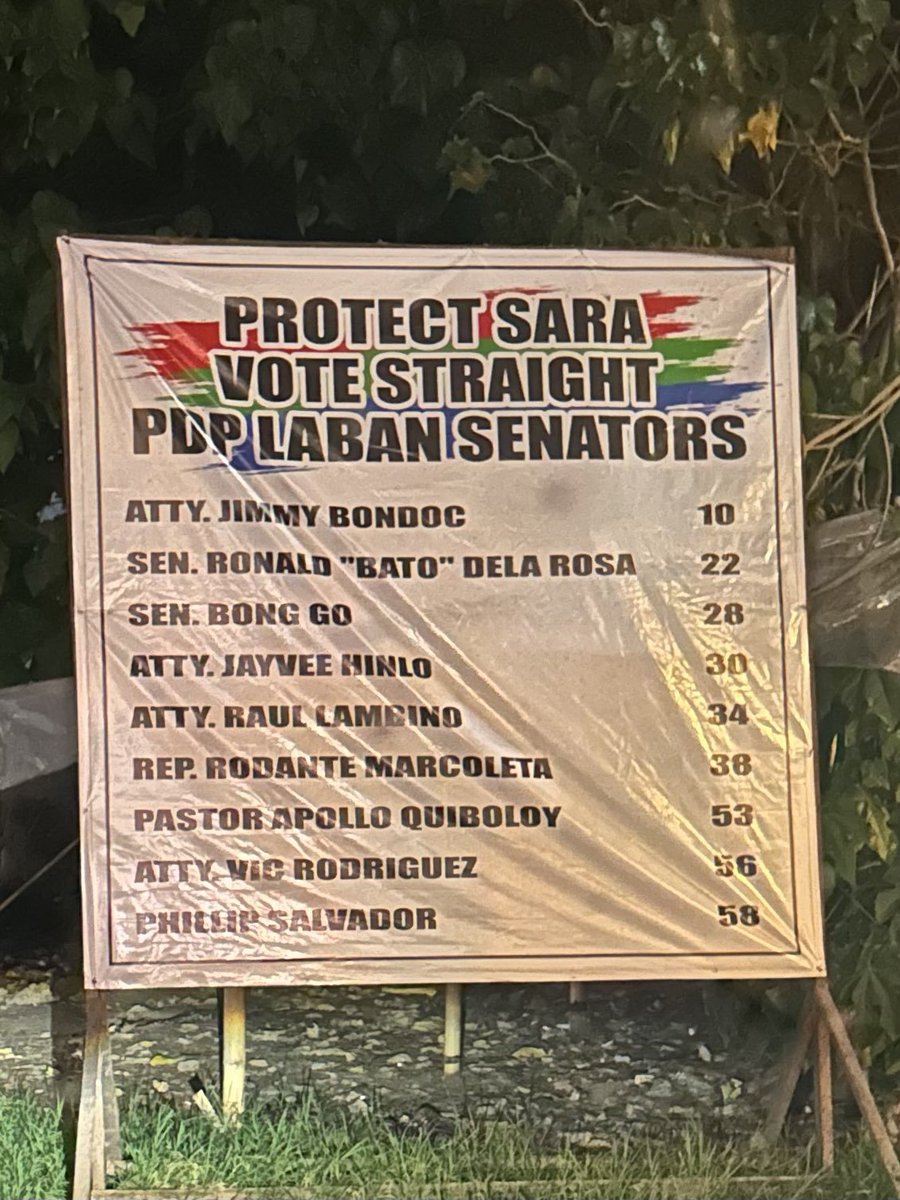 PROTECT SARA
VOTE STRAIGHT
PDP LABAN SENATORS
ATTY. JIMMY BONDOC 10
SEN. RONALD "BATO" DELA ROSA 22
SEN. BONG GO 28
ATTY. JAYVEE HINLO 30
ATTY. RAUL LAMBINO 34
REP. RODANTE MARCOLETA 38
PASTOR APOLLO QUIBOLOY 53
ATTY. VIC RODRIGUEZ 56
PHILLIP SALVADOR 58